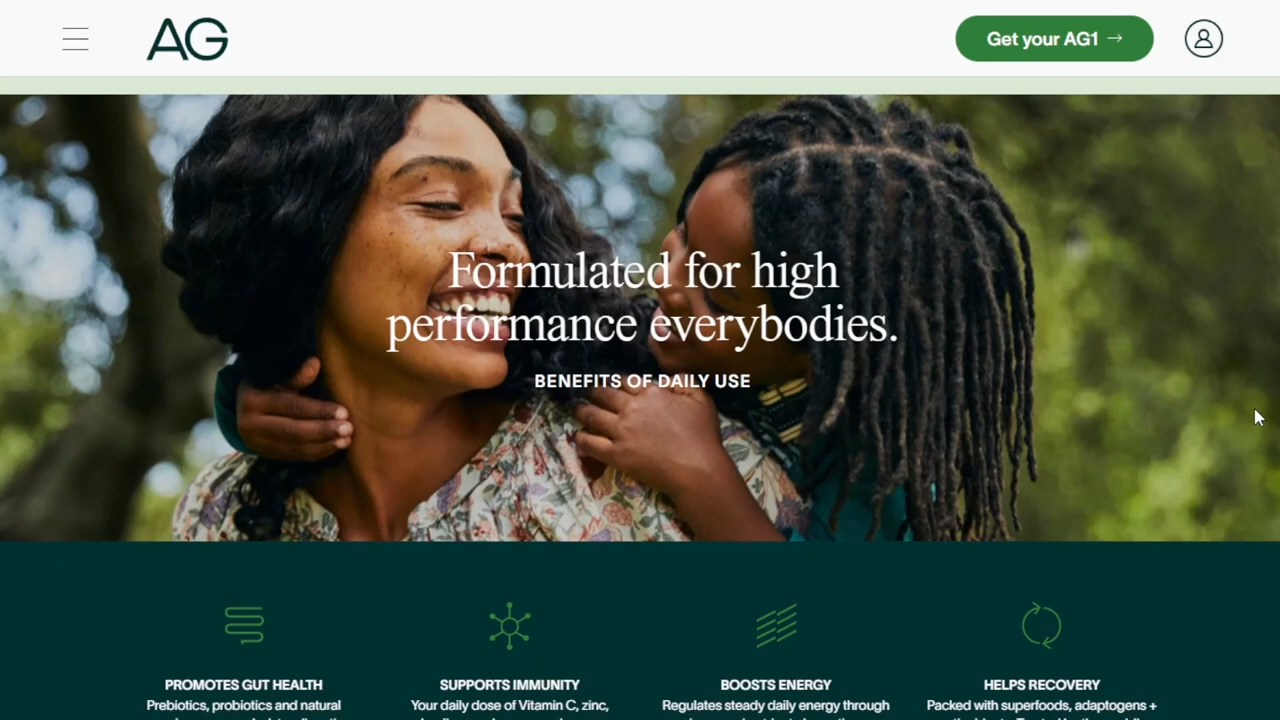 AG
Get your AG1 →
Formulated for high
performance everybodies.
BENEFITS OF DAILY USE
PROMOTES GUT HEALTH
SUPPORTS IMMUNITY
BOOSTS ENERGY
HELPS RECOVERY
Prebiotics, probiotics and natural
Your daily dose of Vitamin C, zinc,
Regulates steady daily energy through
Packed with superfoods, adaptogens +